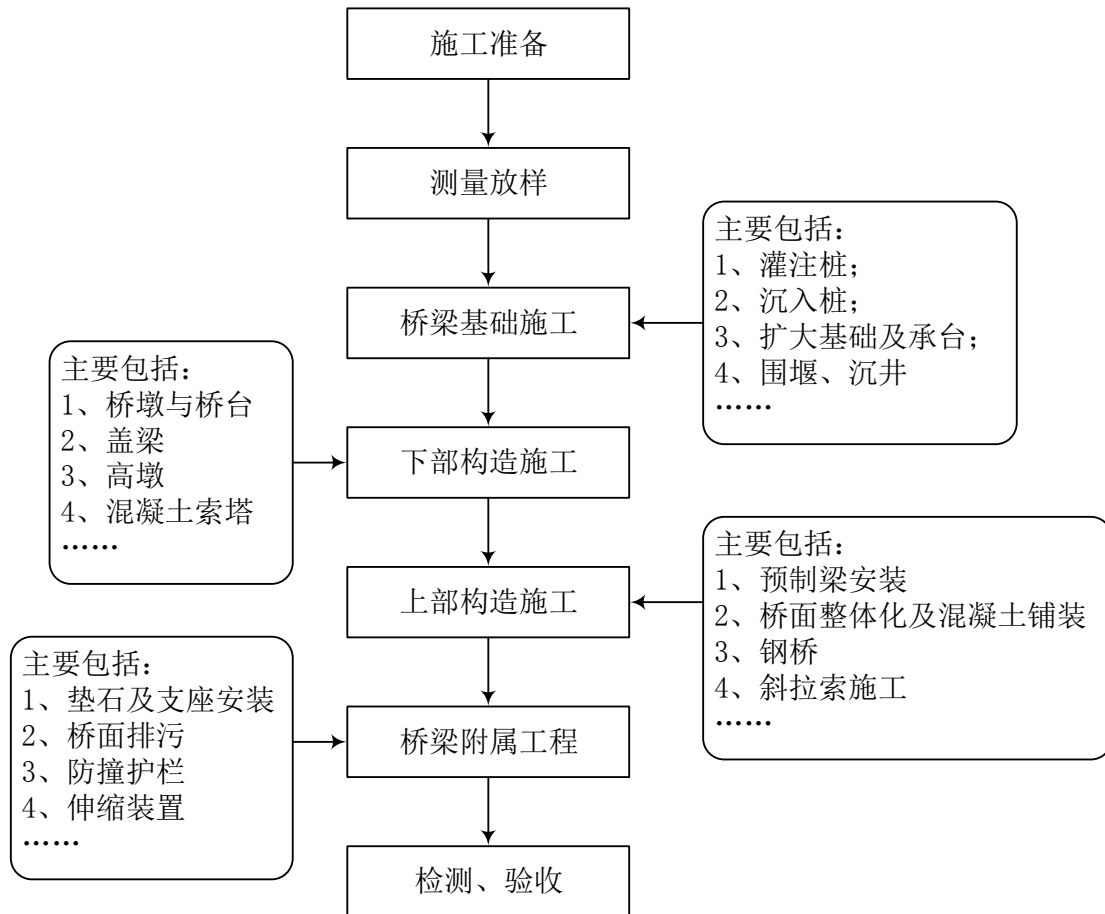 施工准备
测量放样
桥梁基础施工
主要包括：
1、灌注桩；
2、沉入桩；
3、扩大基础及承台；
4、围堰、沉井
……
下部构造施工
主要包括：
1、桥墩与桥台
2、盖梁
3、高墩
4、混凝土索塔
……
上部构造施工
主要包括：
1、预制梁安装
2、桥面整体化及混凝土铺装
3、钢桥
4、斜拉索施工
……
桥梁附属工程
主要包括：
1、垫石及支座安装
2、桥面排污
3、防撞护栏
4、伸缩装置
……
检测、验收